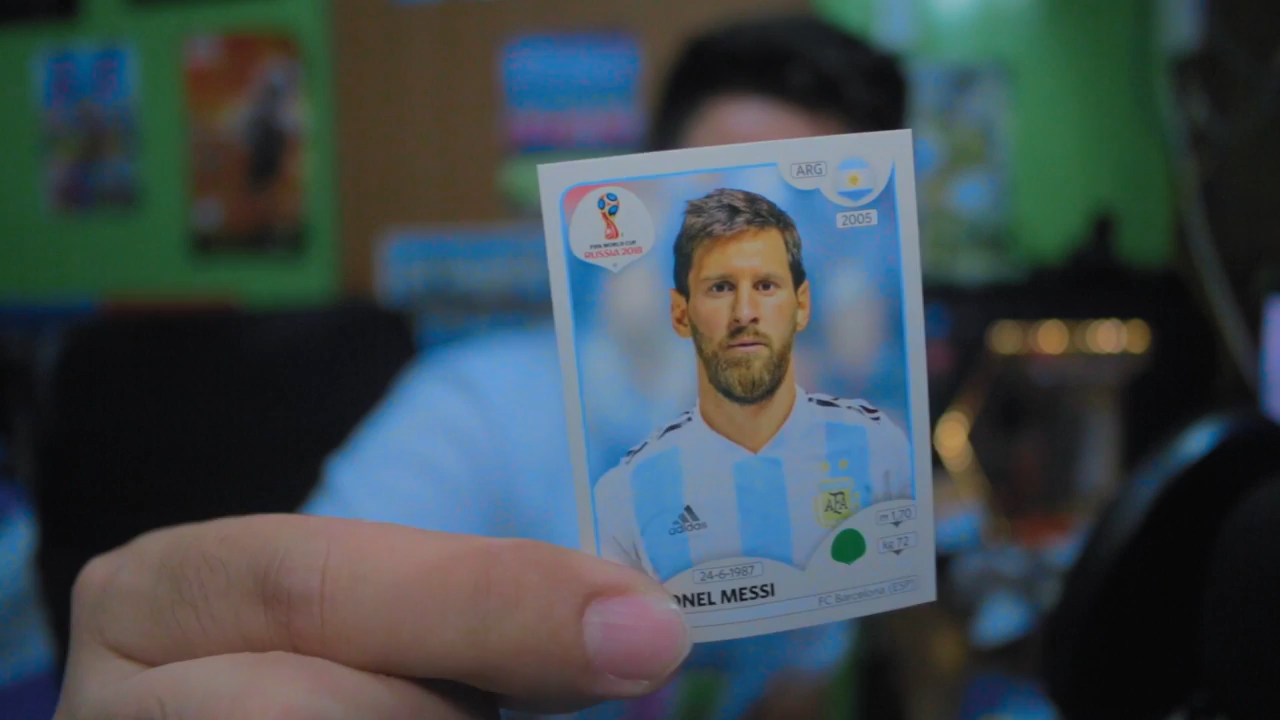 ARG
2005
FIFA WORLD CUP
RUSSIA 2018
AFA
adidas
m 1,70
kg 72
24-6-1987
ONEL MESSI
FC Barcelona (ESP)